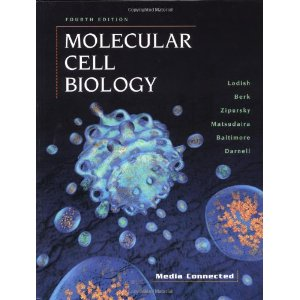 FOURTH EDITION
MOLECULAR
CELL
BIOLOGY
Lodish
Berk
Zipursky
Matsudaira
Baltimore
Darnell
Media Connected